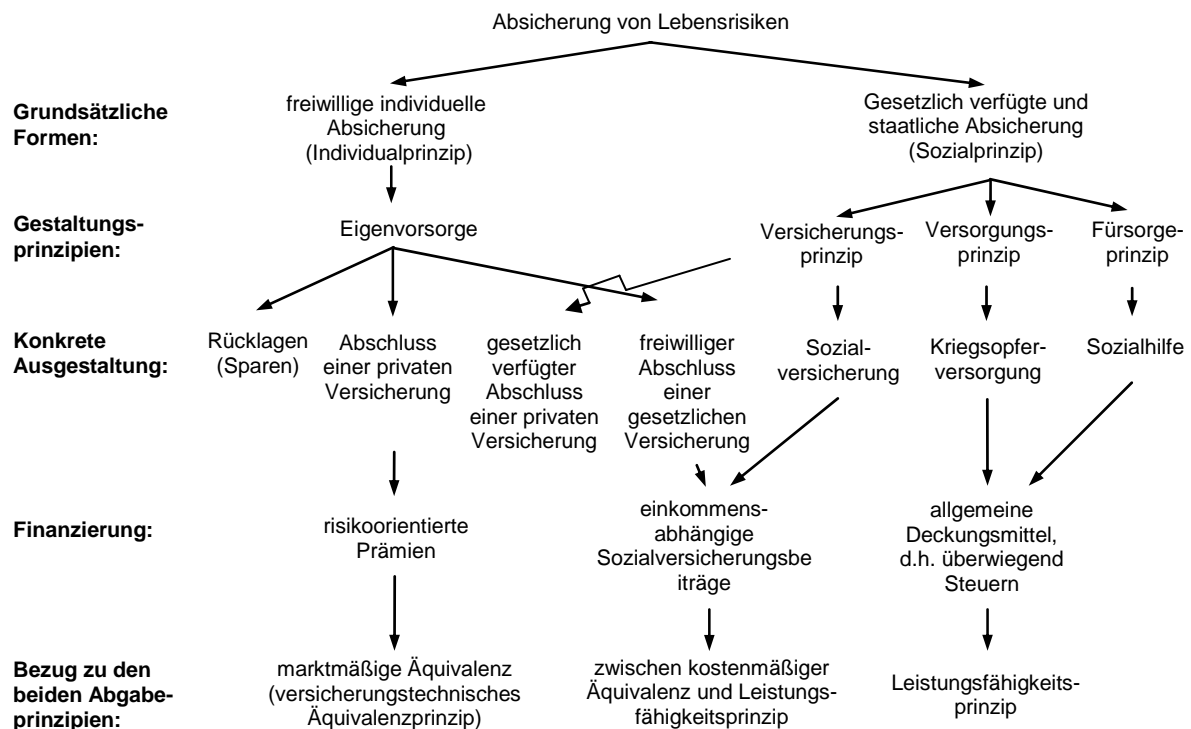 Absicherung von Lebensrisiken
Grundsätzliche
Formen:
freiwillige individuelle
Absicherung
(Individualprinzip)
Gesetzlich verfügte und
staatliche Absicherung
(Sozialprinzip)
Gestaltungs-
prinzipien:
Eigenvorsorge
Versicherungs-
prinzip
Versorgungs-
prinzip
Fürsorge-
prinzip
Konkrete
Ausgestaltung:
Rücklagen
(Sparen)
Abschluss
einer privaten
Versicherung
gesetzlich
verfügter
Abschluss
einer privaten
Versicherung
freiwilliger
Abschluss
einer
gesetzlichen
Versicherung
Sozial-
versicherung
Kriegsopfer-
versorgung
Sozialhilfe
Finanzierung:
risikoorientierte
Prämien
einkommens-
abhängige
Sozialversicherungsbe
iträge
allgemeine
Deckungsmittel,
d.h. überwiegend
Steuern
Bezug zu den
beiden Abgabe-
prinzipien:
marktmäßige Äquivalenz
(versicherungstechnisches
Äquivalenzprinzip)
zwischen kostenmäßiger
Äquivalenz und Leistungs-
fähigkeitsprinzip
Leistungsfähigkeits-
prinzip